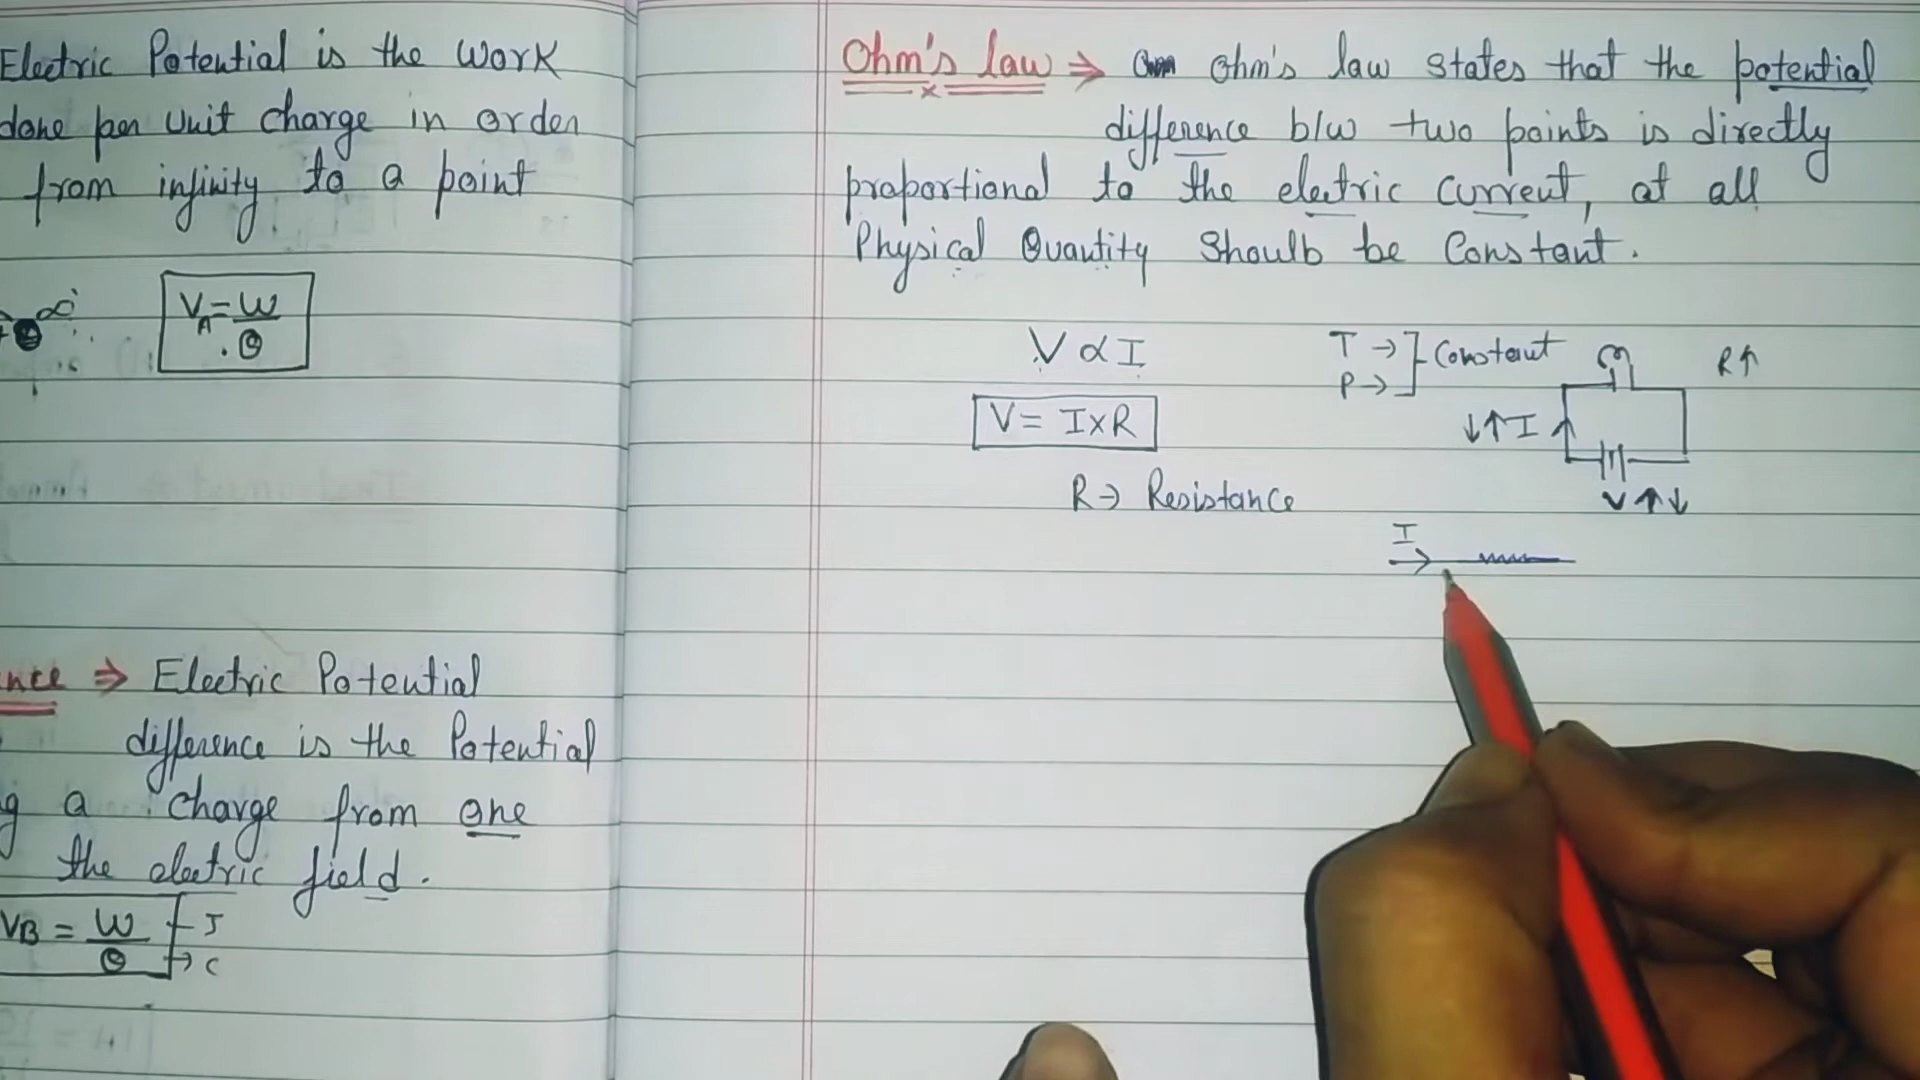 Electric Potential is the work
done per unit charge in order
from infinity to a point
∞
V_A = W/Q
nce ⇒ Electric Potential
difference is the Potential
g a charge from one
the electric field.
VB = W/Q → J → C
Ohm's law ⇒ Ohm's law states that the potential
difference b/w two points is directly
proportional to the electric current, at all
Physical Quantity Shoulb be Constant.
V ∝ I
T →
P →
] Constant
R↑
V = I×R
↓↑ I
V↑↓
R → Resistance
I